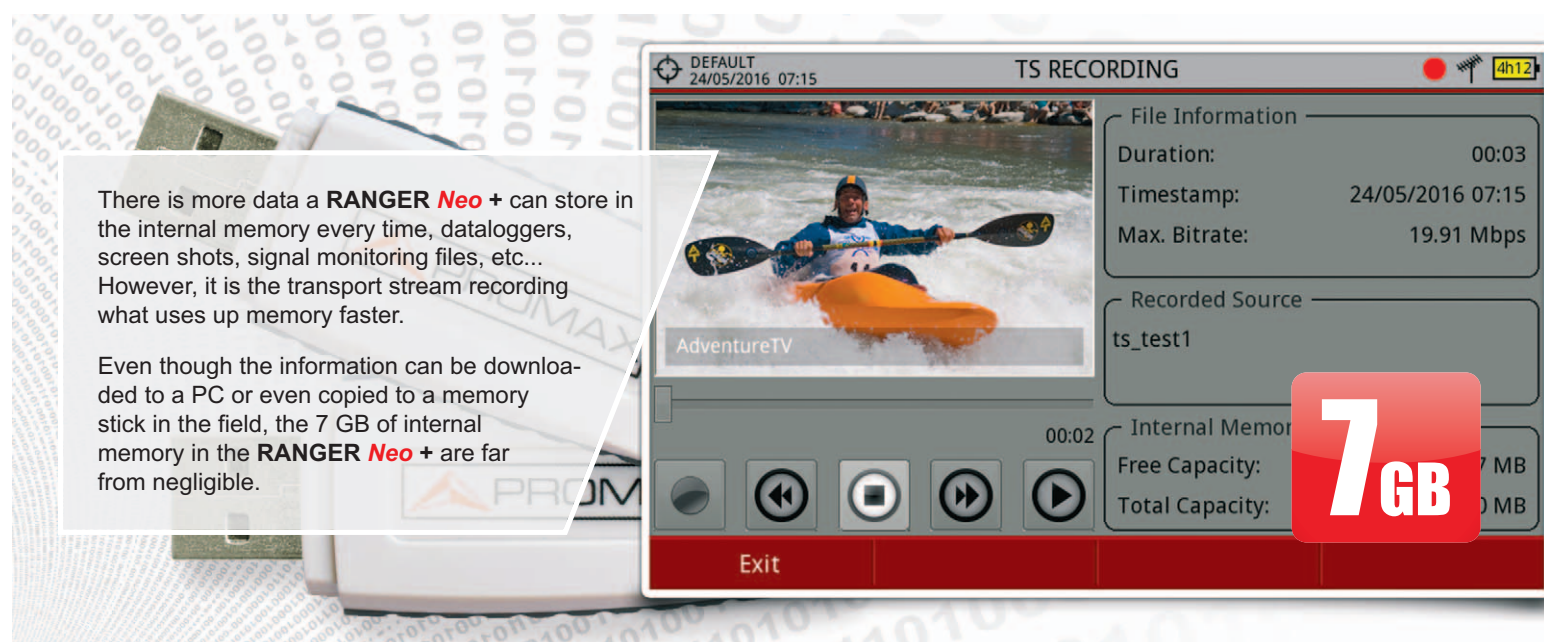 There is more data a RANGER Neo + can store in
the internal memory every time, dataloggers,
screen shots, signal monitoring files, etc...
However, it is the transport stream recording
what uses up memory faster.
Even though the information can be downloa-
ded to a PC or even copied to a memory
stick in the field, the 7 GB of internal
memory in the RANGER Neo + are far
from negligible.
PROMAX
PROM
DEFAULT
24/05/2016 07:15
TS RECORDING
4h12
AdventureTV
00:02
File Information
Duration: 00:03
Timestamp: 24/05/2016 07:15
Max. Bitrate: 19.91 Mbps
Recorded Source
ts_test1
Internal Memor
Free Capacity: 7 MB
Total Capacity: 0 MB
7GB
Exit